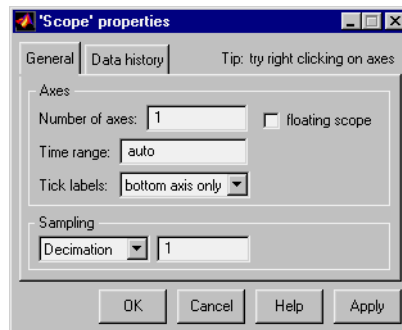 'Scope' properties
General Data history Tip: try right clicking on axes
Axes
Number of axes: 1 floating scope
Time range: auto
Tick labels: bottom axis only
Sampling
Decimation 1
OK Cancel Help Apply